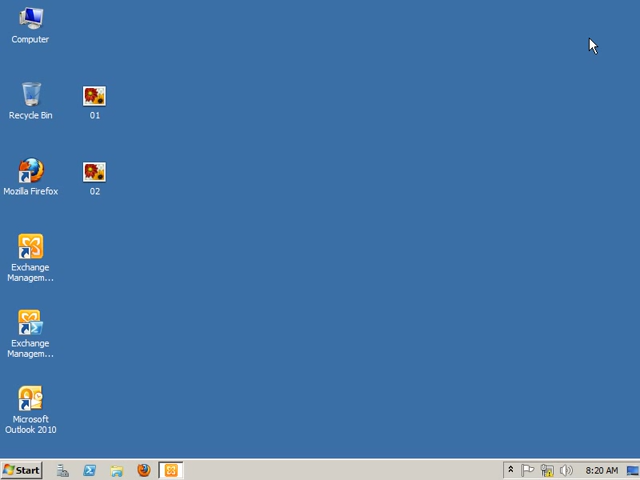 Computer
Recycle Bin
01
Mozilla Firefox
02
Exchange
Managem...
Exchange
Managem...
Microsoft
Outlook 2010
Start
8:20 AM